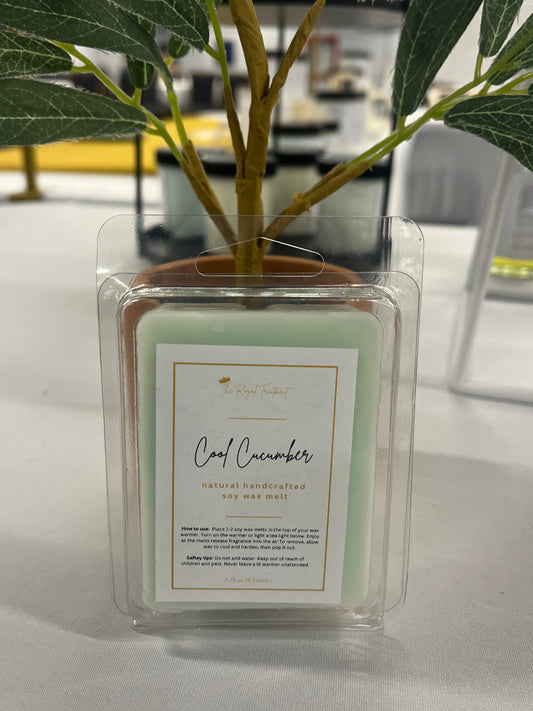 The Royal Treatment
Cool Cucumber
natural handcrafted
soy wax melt
How to use: Place 1-2 soy wax melts in the top of your wax
warmer. Turn on the warmer or light a tea light below. Enjoy
as the melts release fragrance into the air. To remove, allow
wax to cool and harden, then pop it out.
Saftey tips: Do not add water. Keep out of reach of
children and pets. Never leave a lit warmer unattended.